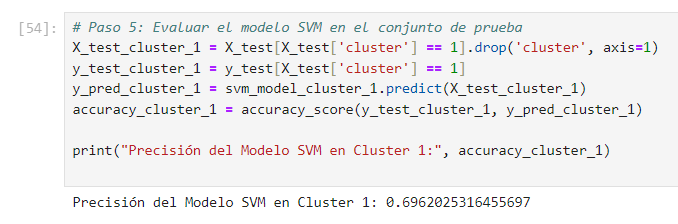 [54]: # Paso 5: Evaluar el modelo SVM en el conjunto de prueba
X_test_cluster_1 = X_test[X_test['cluster'] == 1].drop('cluster', axis=1)
y_test_cluster_1 = y_test[X_test['cluster'] == 1]
y_pred_cluster_1 = svm_model_cluster_1.predict(X_test_cluster_1)
accuracy_cluster_1 = accuracy_score(y_test_cluster_1, y_pred_cluster_1)
print("Precisión del Modelo SVM en Cluster 1:", accuracy_cluster_1)
Precisión del Modelo SVM en Cluster 1: 0.6962025316455697